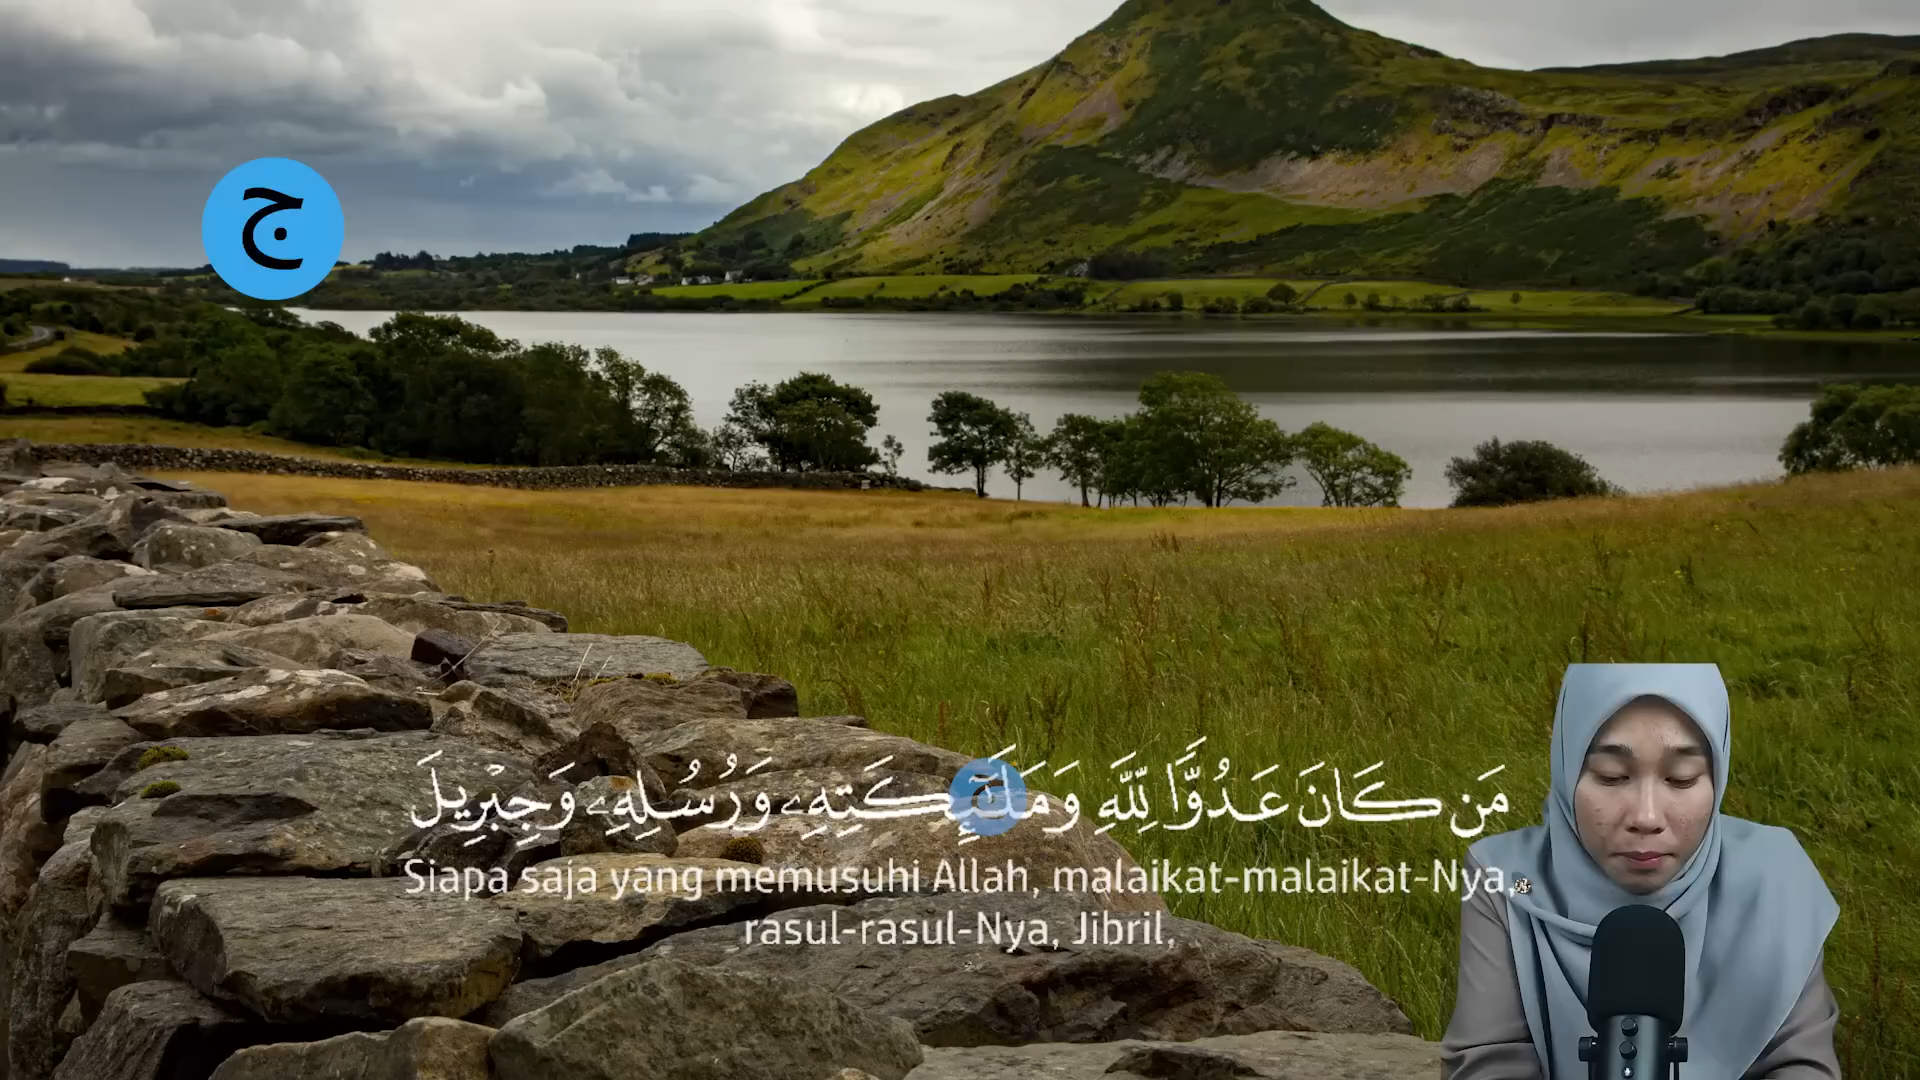 ج
مَن كَانَ عَدُوًّا لِّلَّهِ وَمَلَـٰٓئِكَتِهِۦ وَرُسُلِهِۦ وَجِبْرِيلَ
Siapa saja yang memusuhi Allah, malaikat-malaikat-Nya,
rasul-rasul-Nya, Jibril,